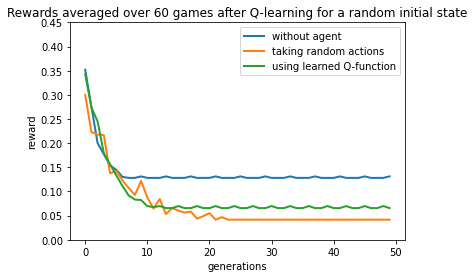 Rewards averaged over 60 games after Q-learning for a random initial state
0.45
0.40
0.35
0.30
0.25
0.20
0.15
0.10
0.05
0.00
reward
without agent
taking random actions
using learned Q-function
0 10 20 30 40 50
generations